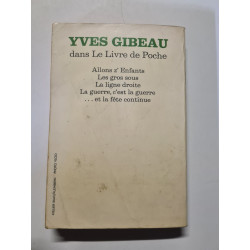 YVES GIBEAU
dans Le Livre de Poche
Allons z' Enfants
Les gros sous
La ligne droite
La guerre, c'est la guerre
. . . et la fête continue